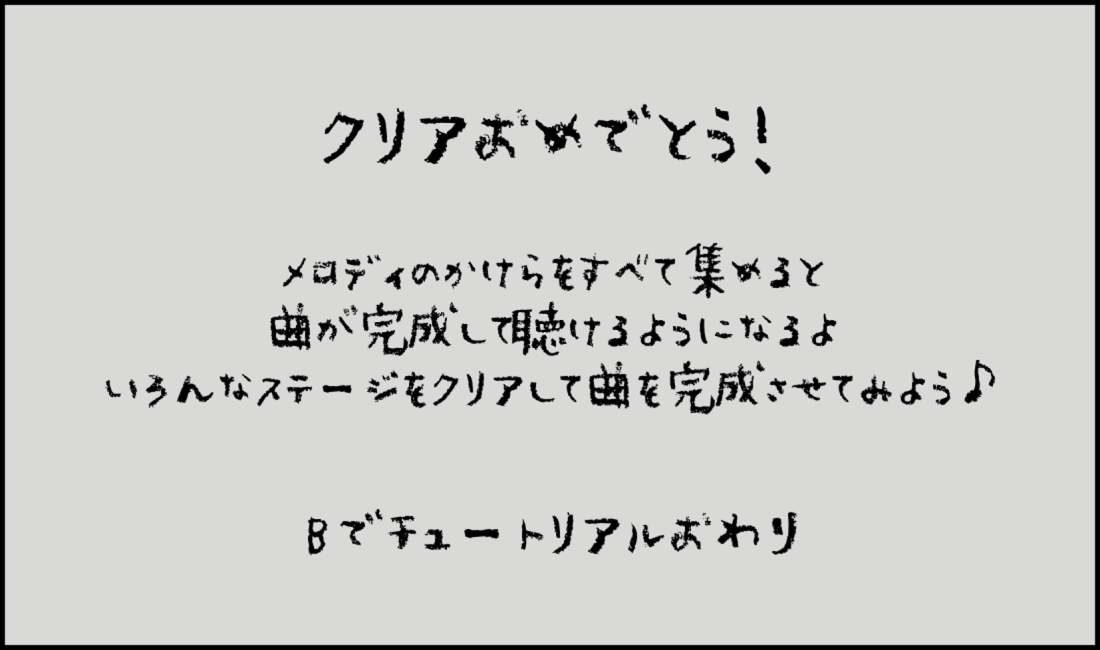 クリアおめでとう!
メロディのかけらをすべて集めると
曲が完成して聴けるようになるよ
いろんなステージをクリアして曲を完成させてみよう♪
Bでチュートリアルおわり